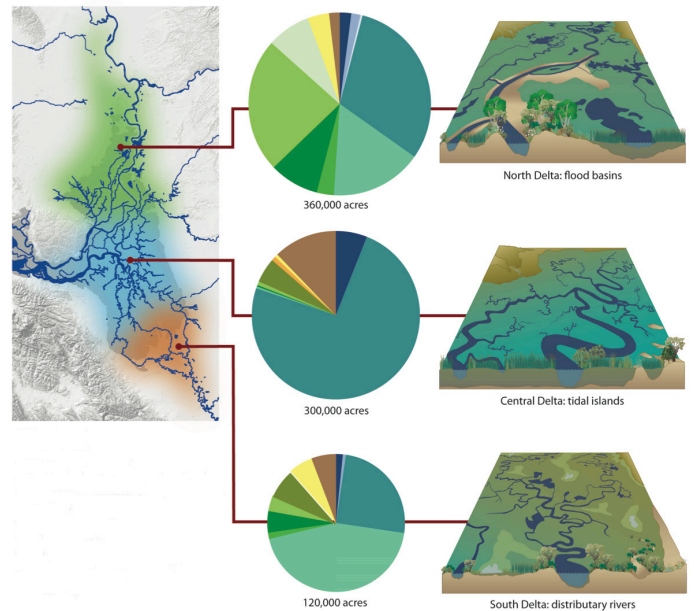 360,000 acres
North Delta: flood basins
300,000 acres
Central Delta: tidal islands
120,000 acres
South Delta: distributary rivers